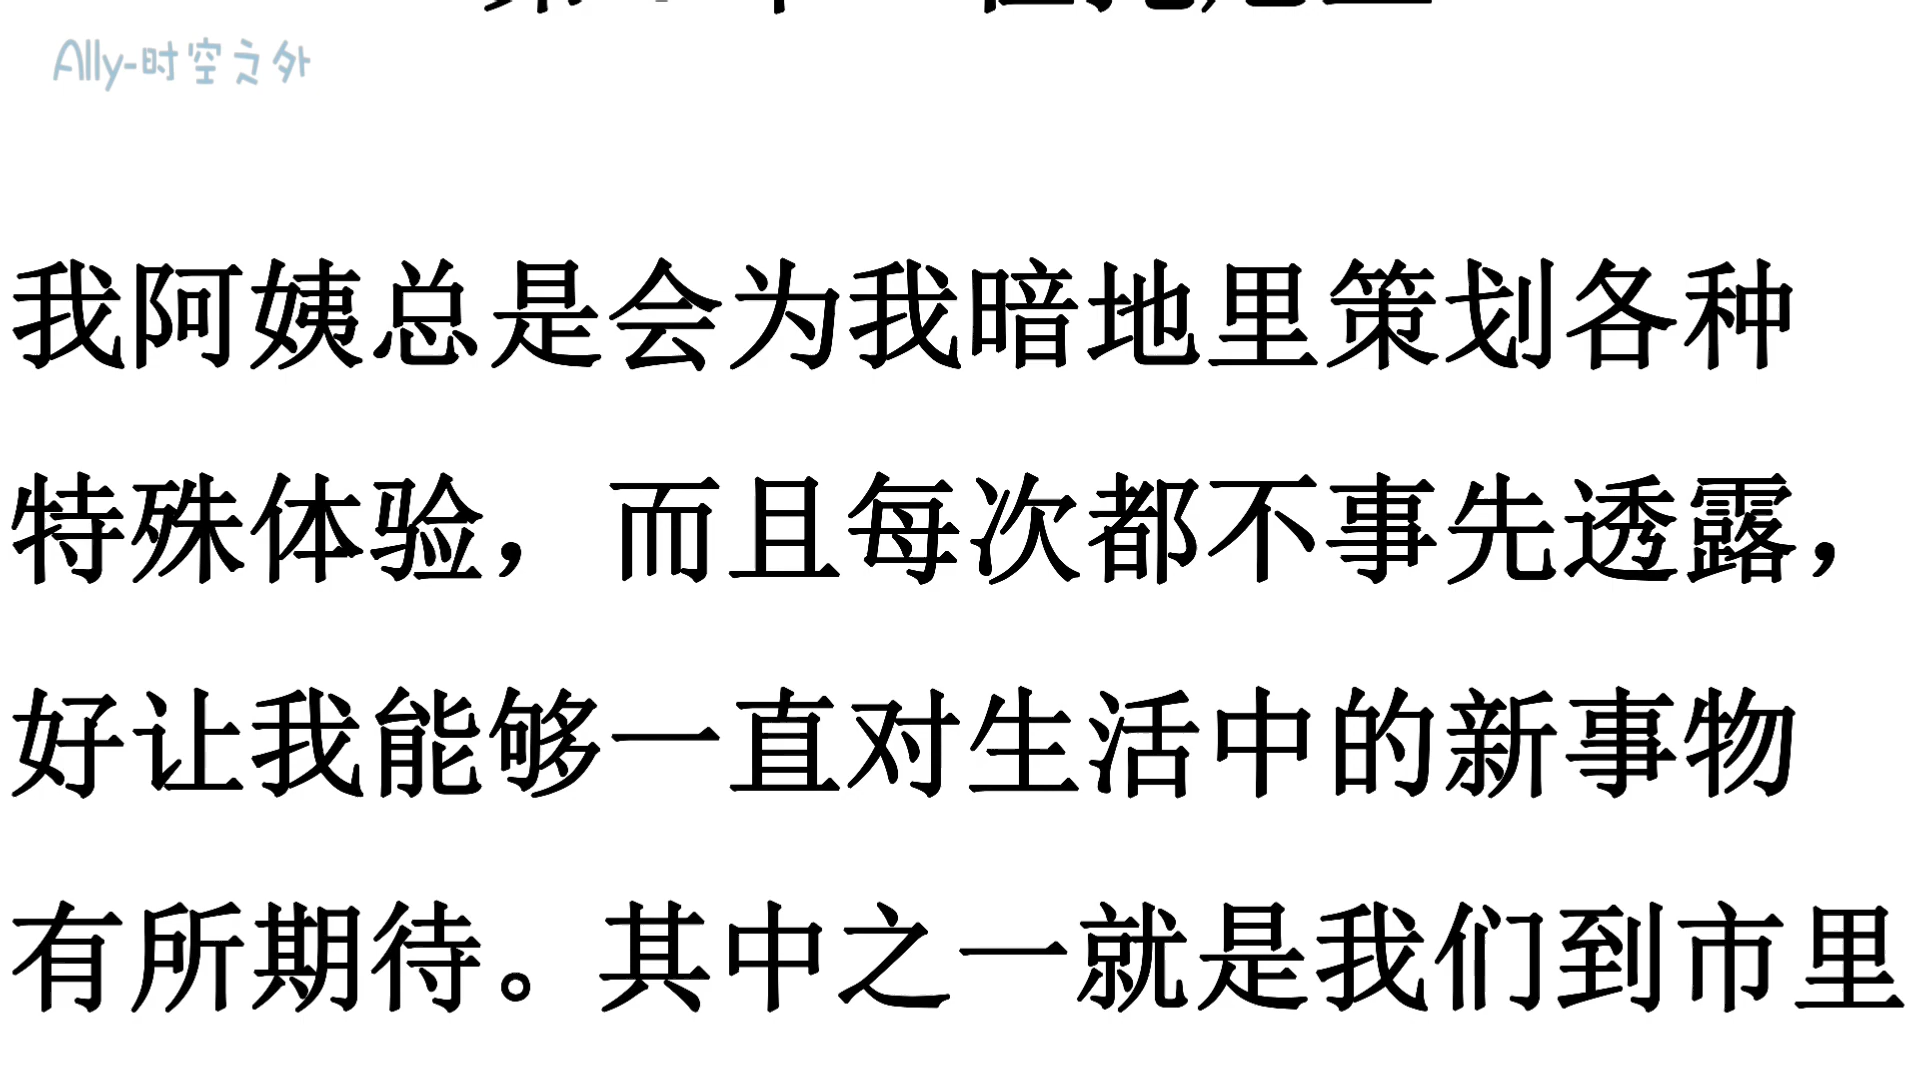 Ally-时空之外
我阿姨总是会为我暗地里策划各种
特殊体验，而且每次都不事先透露，
好让我能够一直对生活中的新事物
有所期待。其中之一就是我们到市里